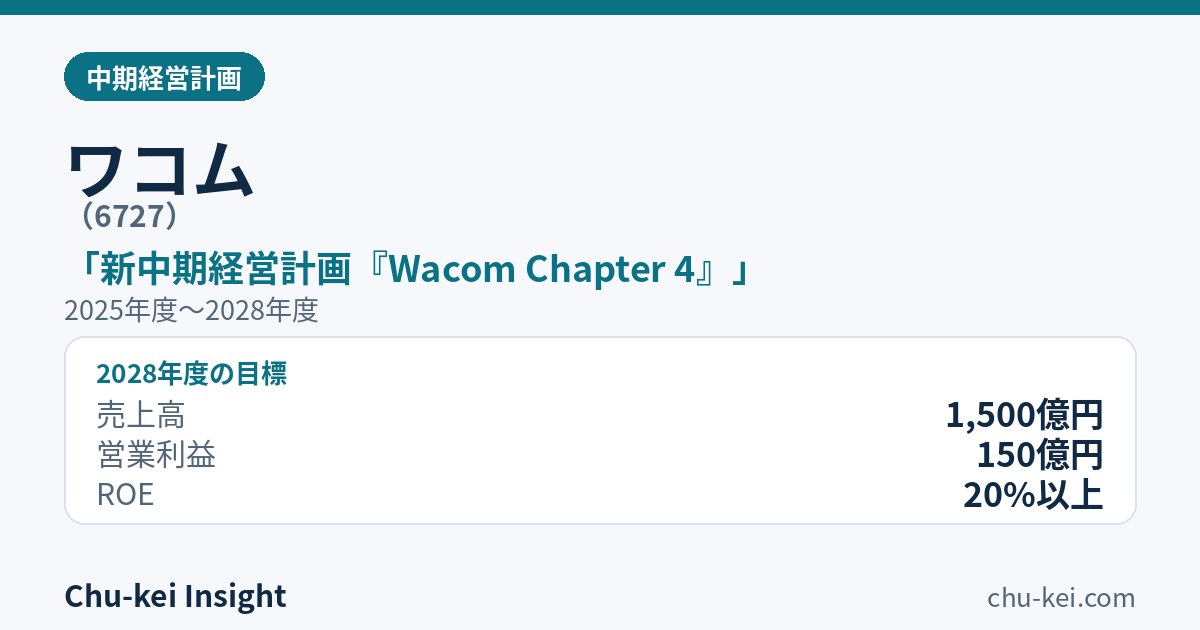 中期経営計画
ワコム
（6727）
「新中期経営計画『Wacom Chapter 4』」
2025年度～2028年度
2028年度の目標
売上高 1,500億円
営業利益 150億円
ROE 20%以上
Chu-kei Insight chu-kei.com